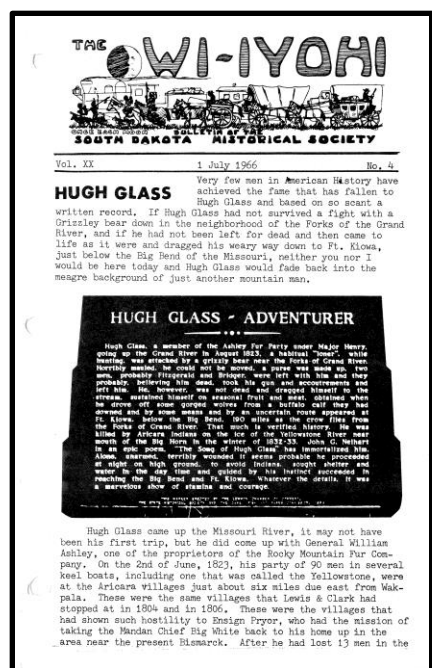 THE WI-IYOHI
ONCE EACH MOON BULLETIN OF THE
SOUTH DAKOTA HISTORICAL SOCIETY
Vol. XX 1 July 1966 No. 4
HUGH GLASS
Very few men in American History have
achieved the fame that has fallen to
Hugh Glass and based on so scant a
written record. If Hugh Glass had not survived a fight with a
Grizzley bear down in the neighborhood of the Forks of the Grand
River, and if he had not been left for dead and then came to
life as it were and dragged his weary way down to Ft. Kiowa,
just below the Big Bend of the Missouri, neither you nor I
would be here today and Hugh Glass would fade back into the
meagre background of just another mountain man.
HUGH GLASS - ADVENTURER
Hugh Glass, a member of the Ashley Fur Party under Major Henry,
going up the Grand River in August 1823, a habitual "loner", while
hunting, was attacked by a grizzly bear near the Forks of Grand River.
Horribly mauled, he could not be moved, a purse was made up, two
men, probably Fitzgerald and Bridger, were left with him and they
probably, believing him dead, took his gun and accoutrements and
left him. He, however, was not dead and dragged himself to the
stream, sustained himself on seasonal fruit and meat, obtained when
he drove off some gorged wolves from a buffalo calf they had
downed and by some means and by an uncertain route appeared at
Ft. Kiowa, below the Big Bend, 190 miles as the crow flies from
the Forks of Grand River. That much is verified history. He was
killed by Aricara Indians on the ice of the Yellowstone River near
mouth of the Big Horn in the winter of 1832-33. John G. Neihart
in an epic poem, "The Song of Hugh Glass" has immortalized him.
Alone, unarmed, terribly wounded it seems probable he proceeded
at night on high ground, to avoid Indians, sought shelter and
water in the day time and guided by his instinct succeeded in
reaching the Big Bend and Ft. Kiowa. Whatever the details, it was
a marvelous show of stamina and courage.
Hugh Glass came up the Missouri River, it may not have
been his first trip, but he did come up with General William
Ashley, one of the proprietors of the Rocky Mountain Fur Com-
pany. On the 2nd of June, 1823, his party of 90 men in several
keel boats, including one that was called the Yellowstone, were
at the Aricara villages just about six miles due east from Wak-
pala. These were the same villages that Lewis & Clark had
stopped at in 1804 and in 1806. These were the villages that
had shown such hostility to Ensign Pryor, who had the mission of
taking the Mandan Chief Big White back to his home up in the
area near the present Bismarck. After he had lost 13 men in the